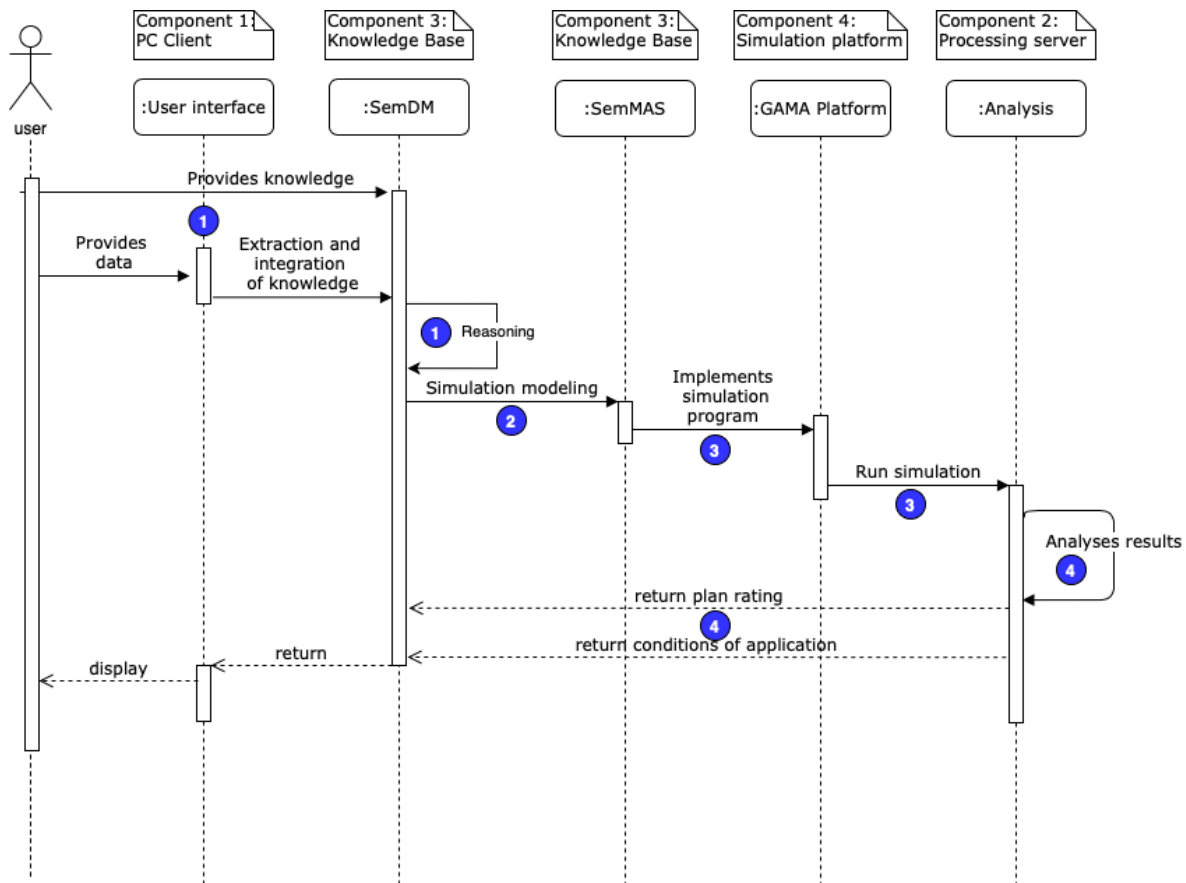 Component 1:
PC Client
Component 3:
Knowledge Base
Component 3:
Knowledge Base
Component 4:
Simulation platform
Component 2:
Processing server
user
:User interface
:SemDM
:SemMAS
:GAMA Platform
:Analysis
Provides knowledge
1
Provides
data
Extraction and
integration
of knowledge
1
Reasoning
Simulation modeling
2
Implements
simulation
program
3
Run simulation
3
Analyses results
4
return plan rating
4
return conditions of application
return
display